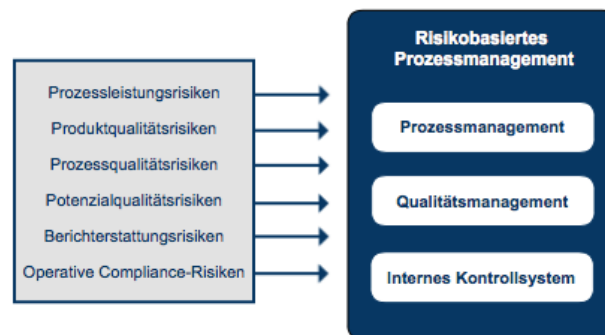 Risikobasiertes
Prozessmanagement
Prozessleistungsrisiken
Produktqualitätsrisiken
Prozessqualitätsrisiken
Potenzialqualitätsrisiken
Berichterstattungsrisiken
Operative Compliance-Risiken
Prozessmanagement
Qualitätsmanagement
Internes Kontrollsystem